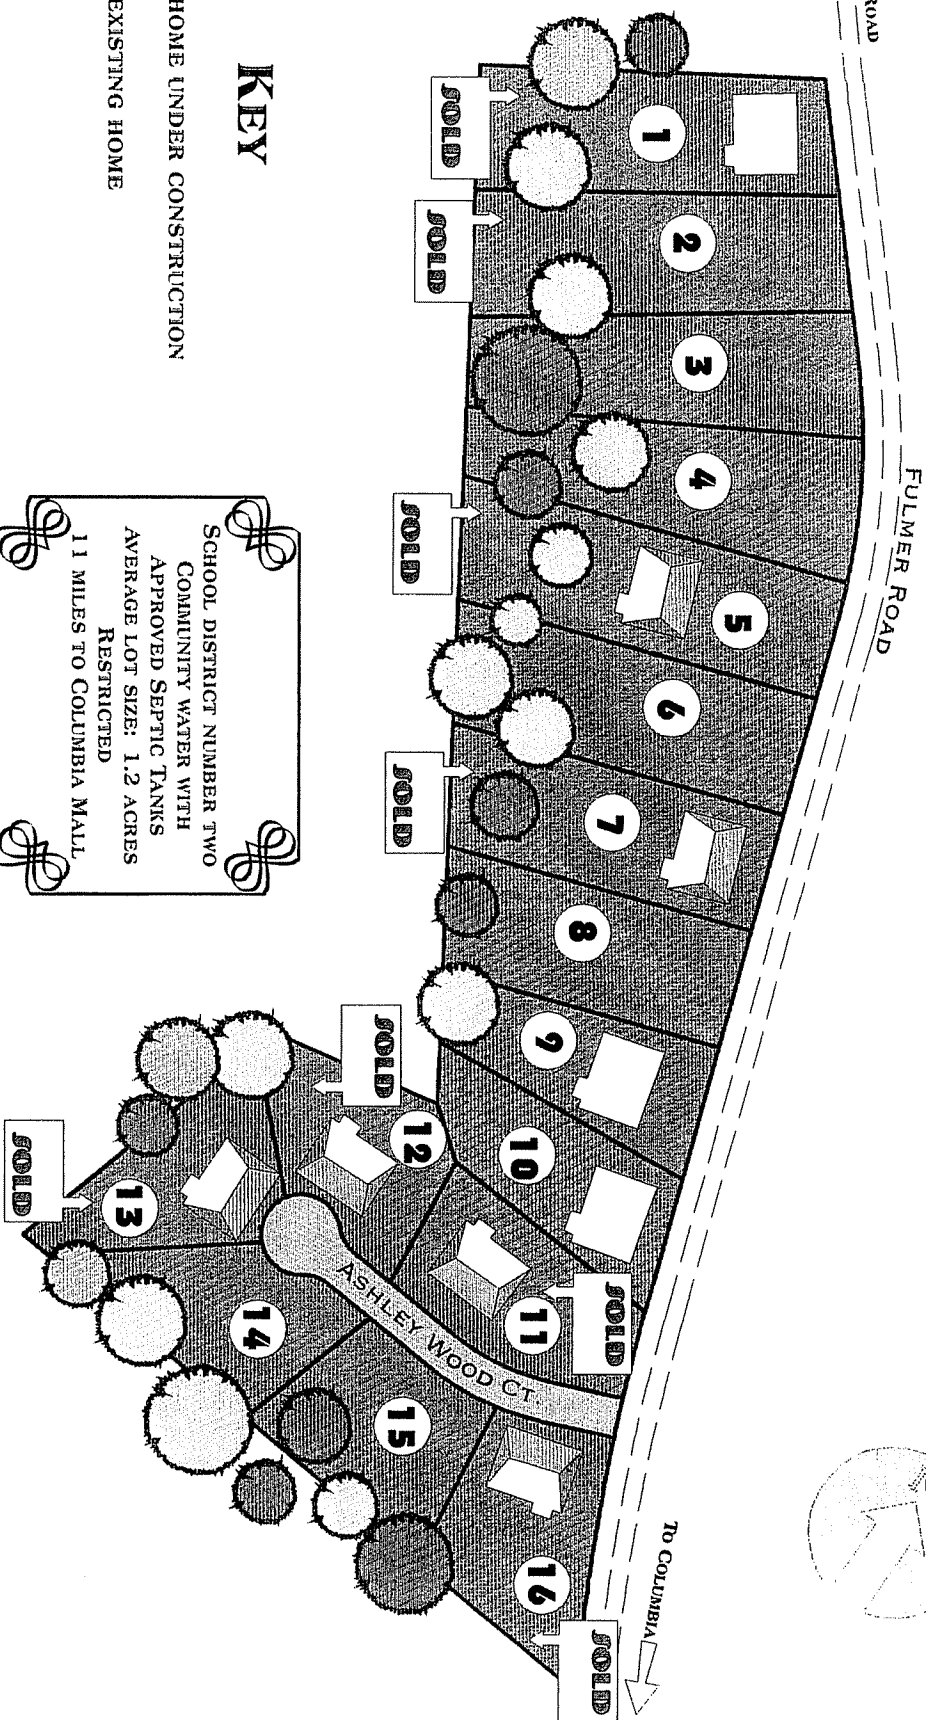 ROAD
FULMER ROAD
TO COLUMBIA
1
2
3
4
5
6
7
8
9
10
11
12
13
14
15
16
SOLD
SOLD
SOLD
SOLD
SOLD
SOLD
SOLD
SOLD
ASHLEY WOOD CT.
KEY
HOME UNDER CONSTRUCTION
EXISTING HOME
SCHOOL DISTRICT NUMBER TWO
COMMUNITY WATER WITH
APPROVED SEPTIC TANKS
AVERAGE LOT SIZE: 1.2 ACRES
RESTRICTED
11 MILES TO COLUMBIA MALL